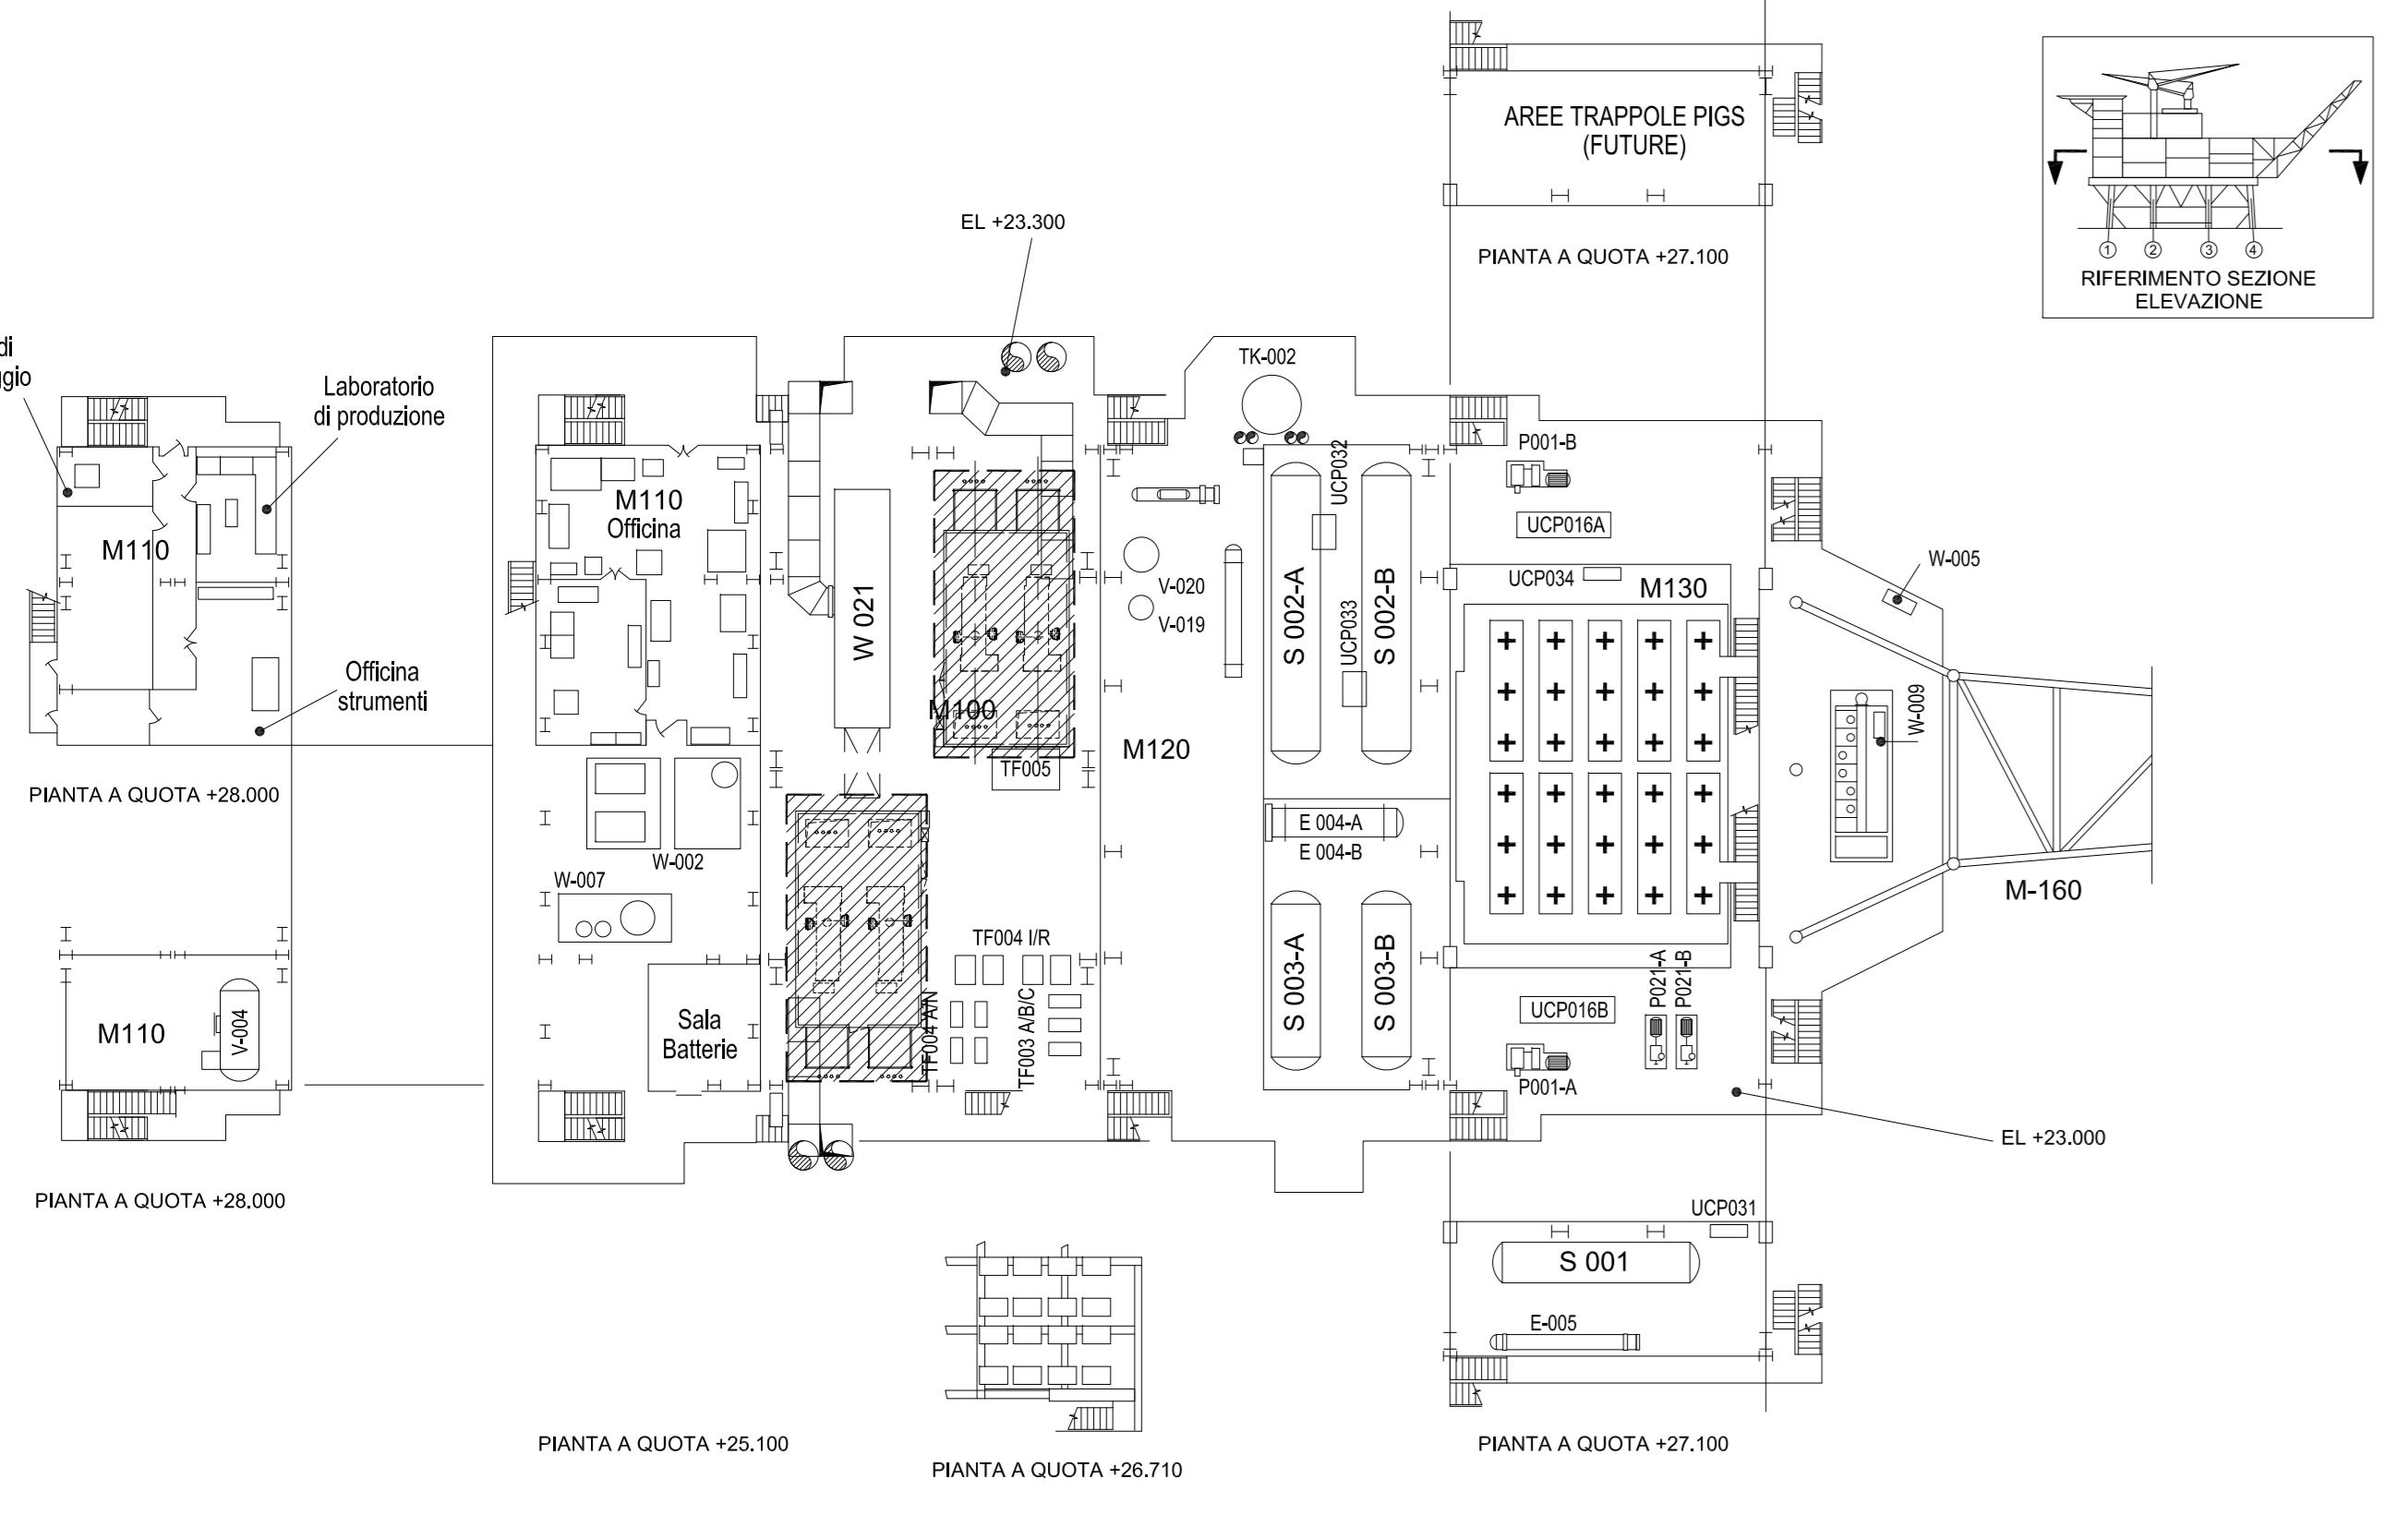 AREE TRAPPOLE PIGS
(FUTURE)
PIANTA A QUOTA +27.100
1
2
3
4
RIFERIMENTO SEZIONE
ELEVAZIONE
EL +23.300
di
Laboratorio
di produzione
M110
Officina
strumenti
PIANTA A QUOTA +28.000
M110
V-004
PIANTA A QUOTA +28.000
M110
Officina
W-002
W-007
Sala
Batterie
W 021
M100
TF005
TF004 I/R
TF004 A/N
TF003 A/B/C
M120
TK-002
V-020
V-019
UCP032
UCP033
S 002-A
S 002-B
E 004-A
E 004-B
S 003-A
S 003-B
P001-B
UCP016A
UCP034
M130
UCP016B
P021-A
P021-B
P001-A
W-005
W-009
M-160
EL +23.000
UCP031
S 001
E-005
PIANTA A QUOTA +25.100
PIANTA A QUOTA +26.710
PIANTA A QUOTA +27.100